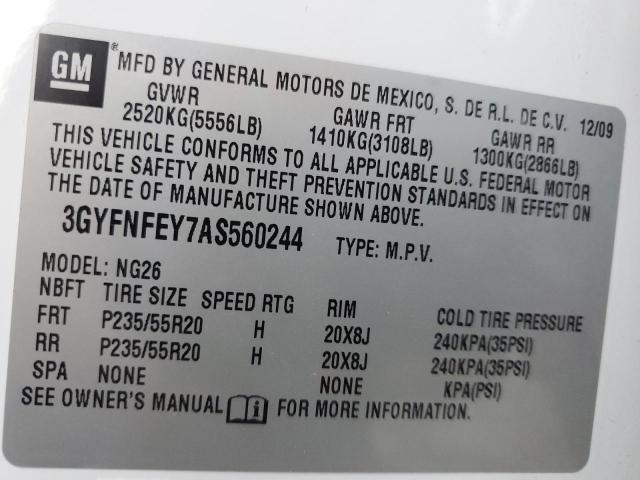 GM® MFD BY GENERAL MOTORS DE MEXICO, S. DE R.L. DE C.V. 12/09
GVWR GAWR FRT GAWR RR
2520KG(5556LB) 1410KG(3108LB) 1300KG(2866LB)
THIS VEHICLE CONFORMS TO ALL APPLICABLE U.S. FEDERAL MOTOR
VEHICLE SAFETY AND THEFT PREVENTION STANDARDS IN EFFECT ON
THE DATE OF MANUFACTURE SHOWN ABOVE.
3GYFNFEY7AS560244 TYPE: M.P.V.
MODEL: NG26
NBFT TIRE SIZE SPEED RTG RIM COLD TIRE PRESSURE
FRT P235/55R20 H 20X8J 240KPA(35PSI)
RR P235/55R20 H 20X8J 240KPA(35PSI)
SPA NONE NONE KPA(PSI)
SEE OWNER'S MANUAL i FOR MORE INFORMATION.